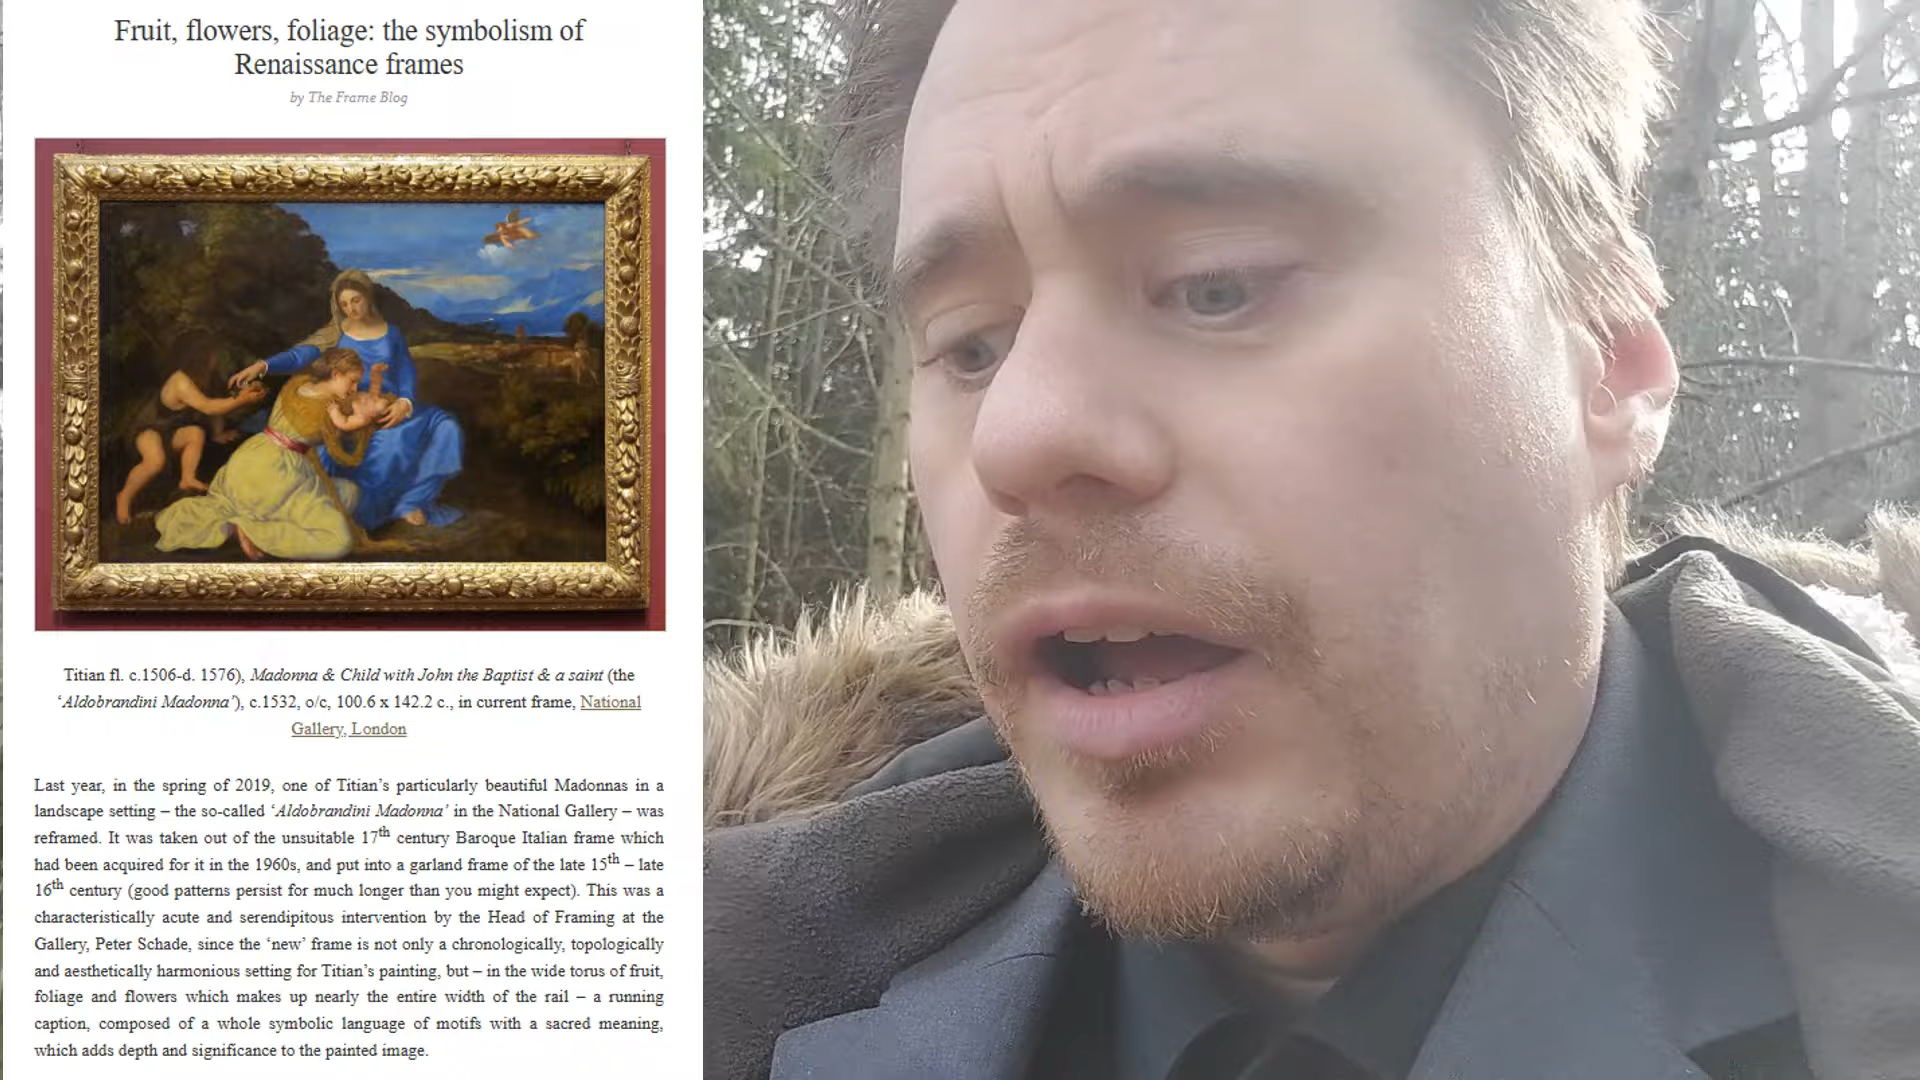 Fruit, flowers, foliage: the symbolism of
Renaissance frames
by The Frame Blog
Titian fl. c.1506-d. 1576), Madonna & Child with John the Baptist & a saint (the
‘Aldobrandini Madonna’), c.1532, o/c, 100.6 x 142.2 c., in current frame, National
Gallery, London
Last year, in the spring of 2019, one of Titian’s particularly beautiful Madonnas in a
landscape setting – the so-called ‘Aldobrandini Madonna’ in the National Gallery – was
reframed. It was taken out of the unsuitable 17th century Baroque Italian frame which
had been acquired for it in the 1960s, and put into a garland frame of the late 15th – late
16th century (good patterns persist for much longer than you might expect). This was a
characteristically acute and serendipitous intervention by the Head of Framing at the
Gallery, Peter Schade, since the ‘new’ frame is not only a chronologically, topologically
and aesthetically harmonious setting for Titian’s painting, but – in the wide torus of fruit,
foliage and flowers which makes up nearly the entire width of the rail – a running
caption, composed of a whole symbolic language of motifs with a sacred meaning,
which adds depth and significance to the painted image.